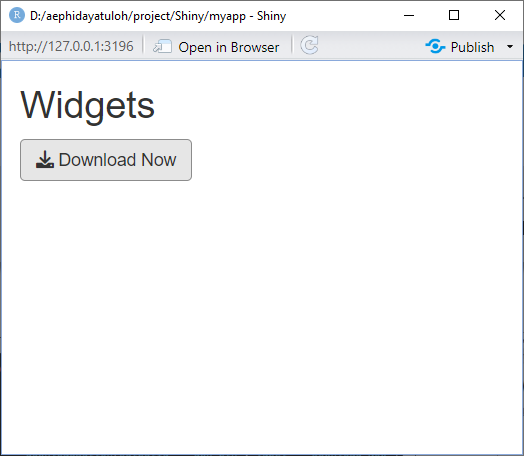 R D:/aephidayatuloh/project/Shiny/myapp - Shiny
http://127.0.0.1:3196 Open in Browser Publish
Widgets
Download Now